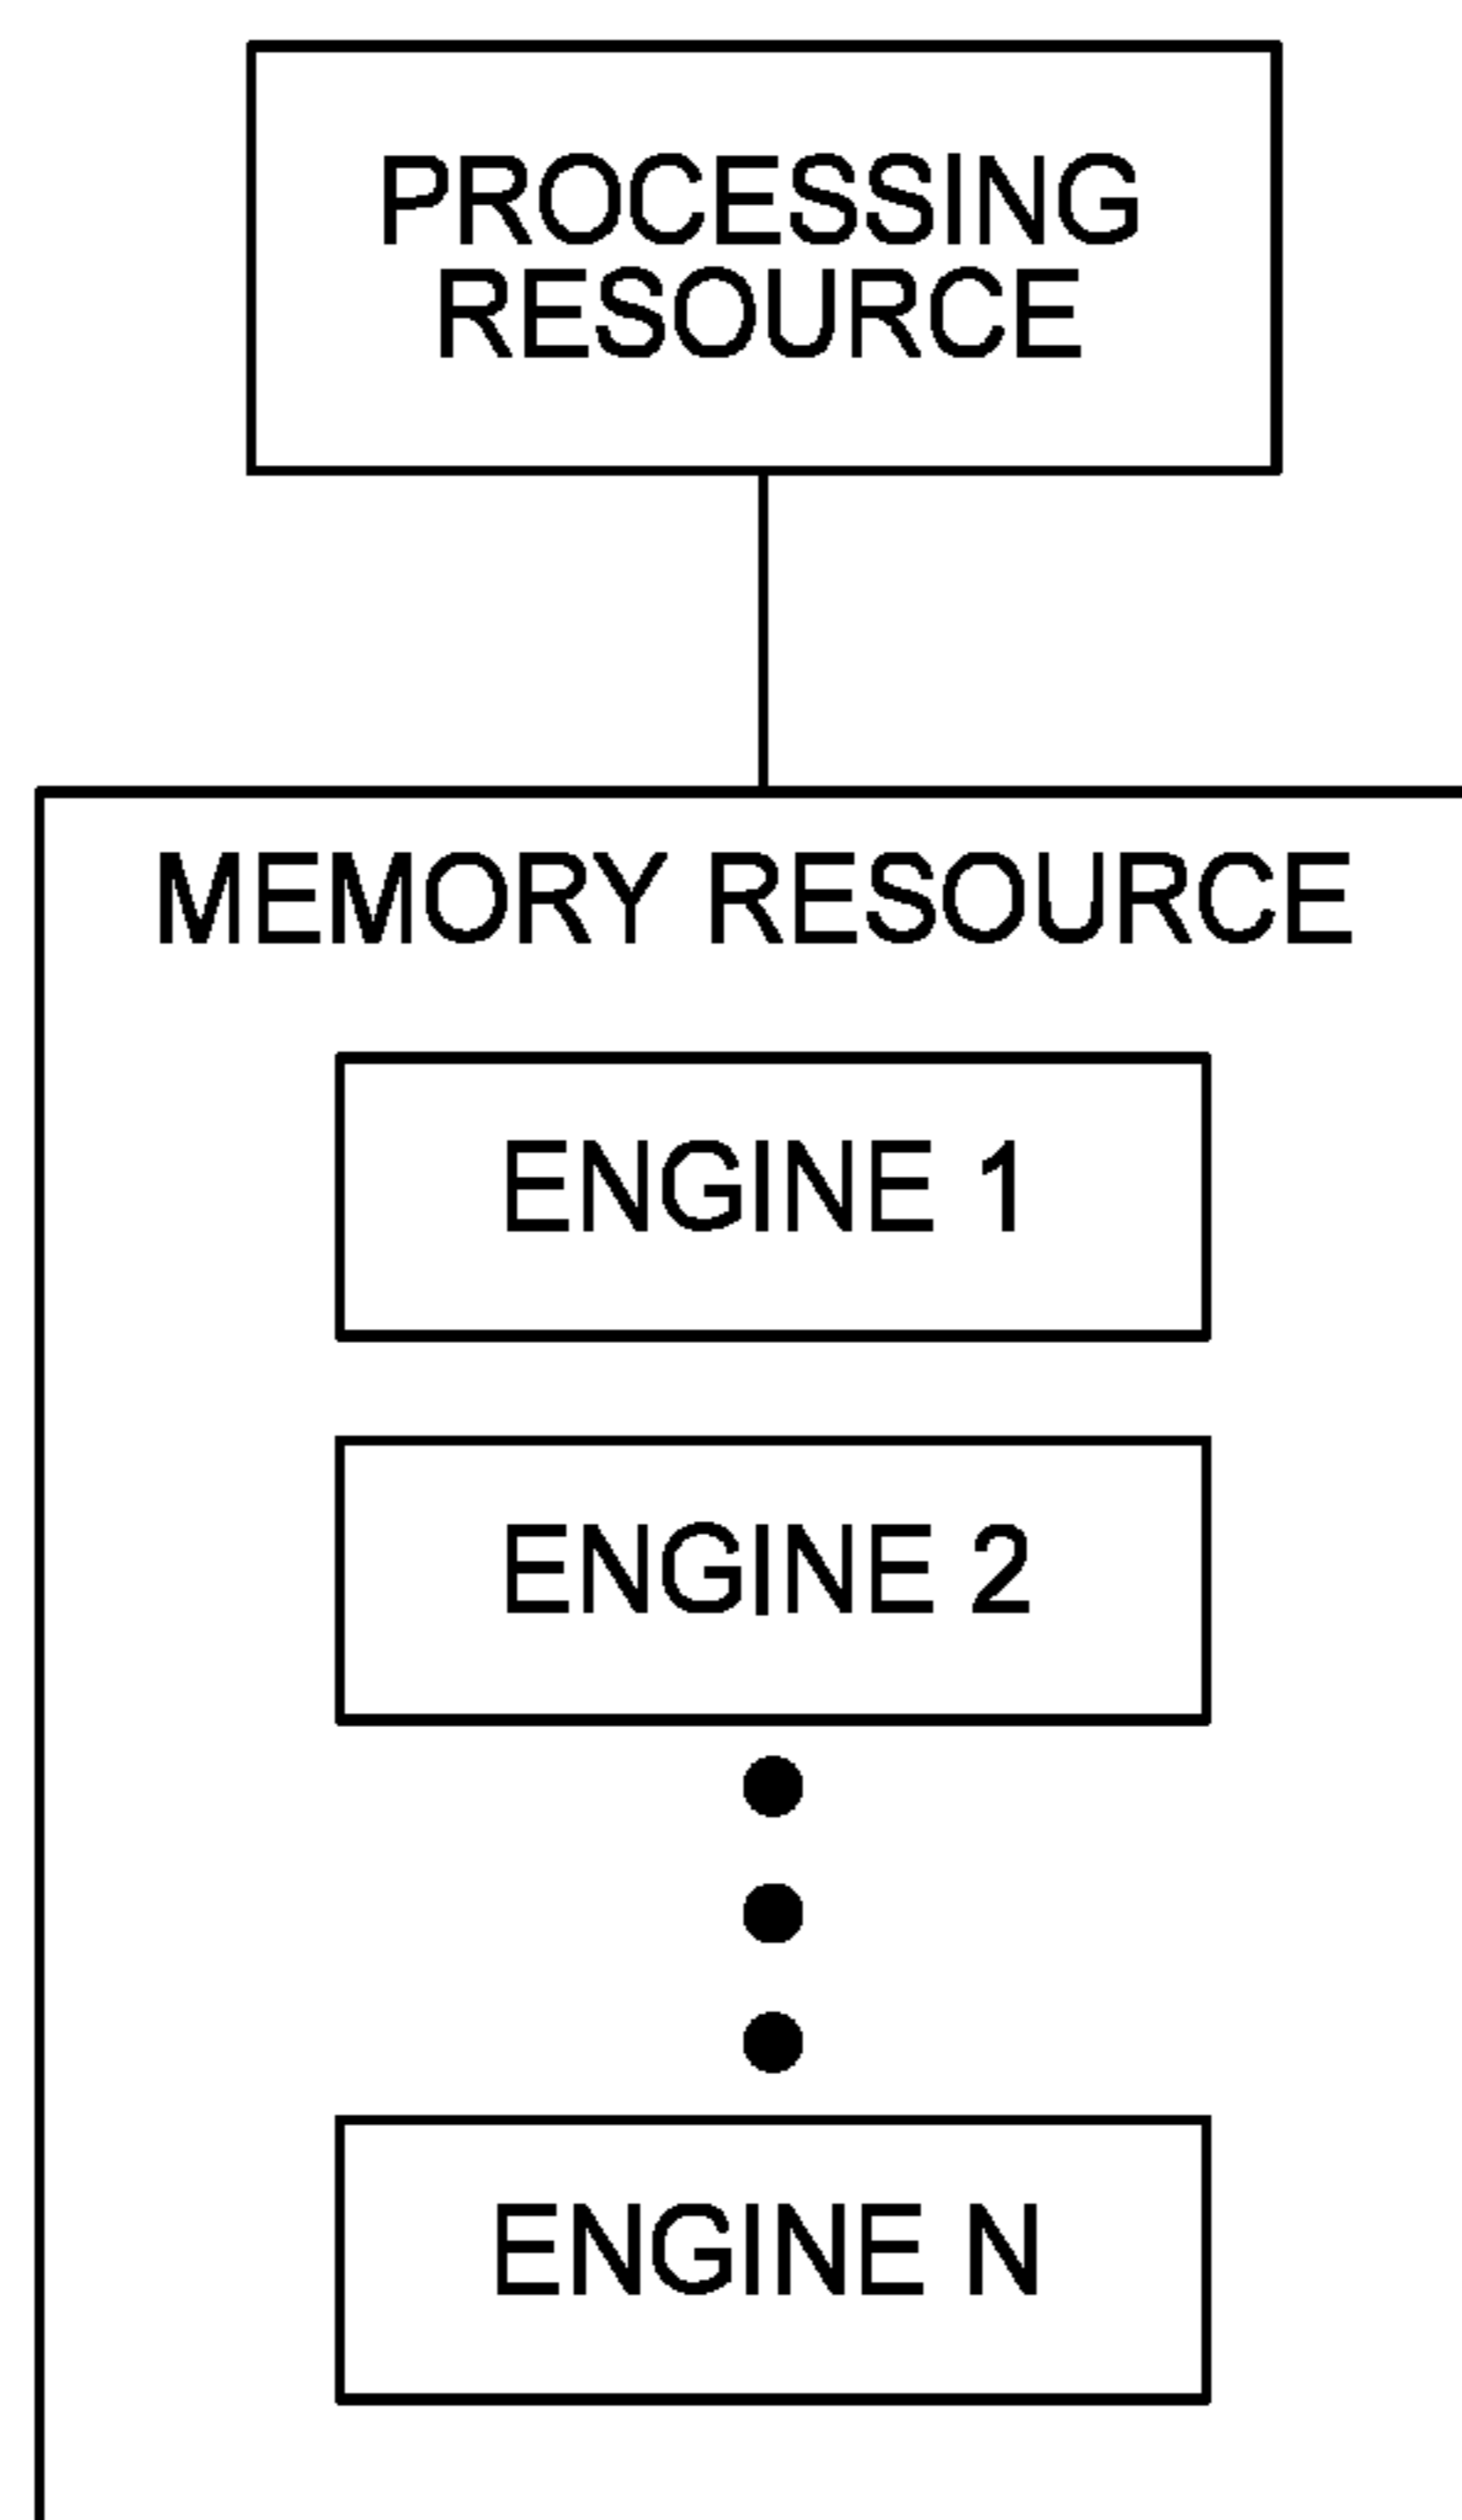 PROCESSING
RESOURCE
MEMORY RESOURCE
ENGINE 1
ENGINE 2
ENGINE N